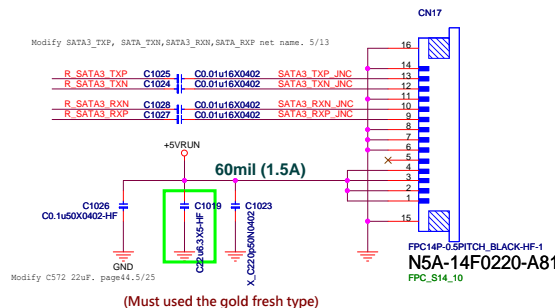 CN17
Modify SATA3_TXP, SATA_TXN,SATA3_RXN,SATA_RXP net name. 5/13
16
14
R_SATA3_TXP C1025 C0.01u16X0402 SATA3_TXP_JNC 13
R_SATA3_TXN C1024 C0.01u16X0402 SATA3_TXN_JNC 12
11
R_SATA3_RXN C1028 C0.01u16X0402 SATA3_RXN_JNC 10
R_SATA3_RXP C1027 C0.01u16X0402 SATA3_RXP_JNC 9
8
7
6
+5VRUN
5
60mil (1.5A)
4
3
2
1
C1026
C0.1u50X0402-HF
C1019
C22u6.3X5-HF
C1023
X_C22.0p50N0402
15
GND
FPC14P-0.5PITCH_BLACK-HF-1
N5A-14F0220-A81
FPC_S14_10
Modify C572 22uF. page44.5/25
(Must used the gold fresh type)